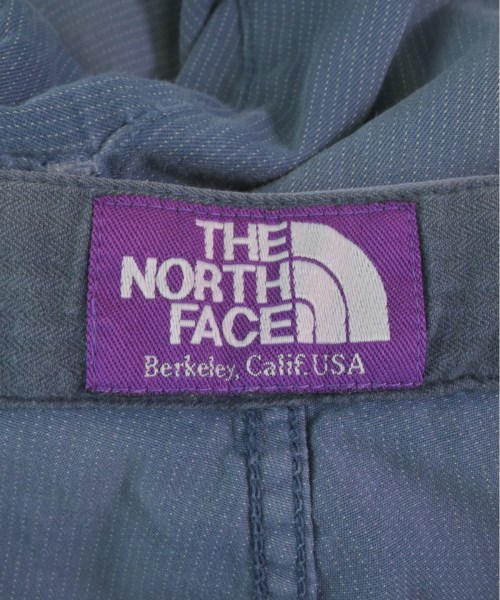 THE
NORTH
FACE
Berkeley, Calif. USA